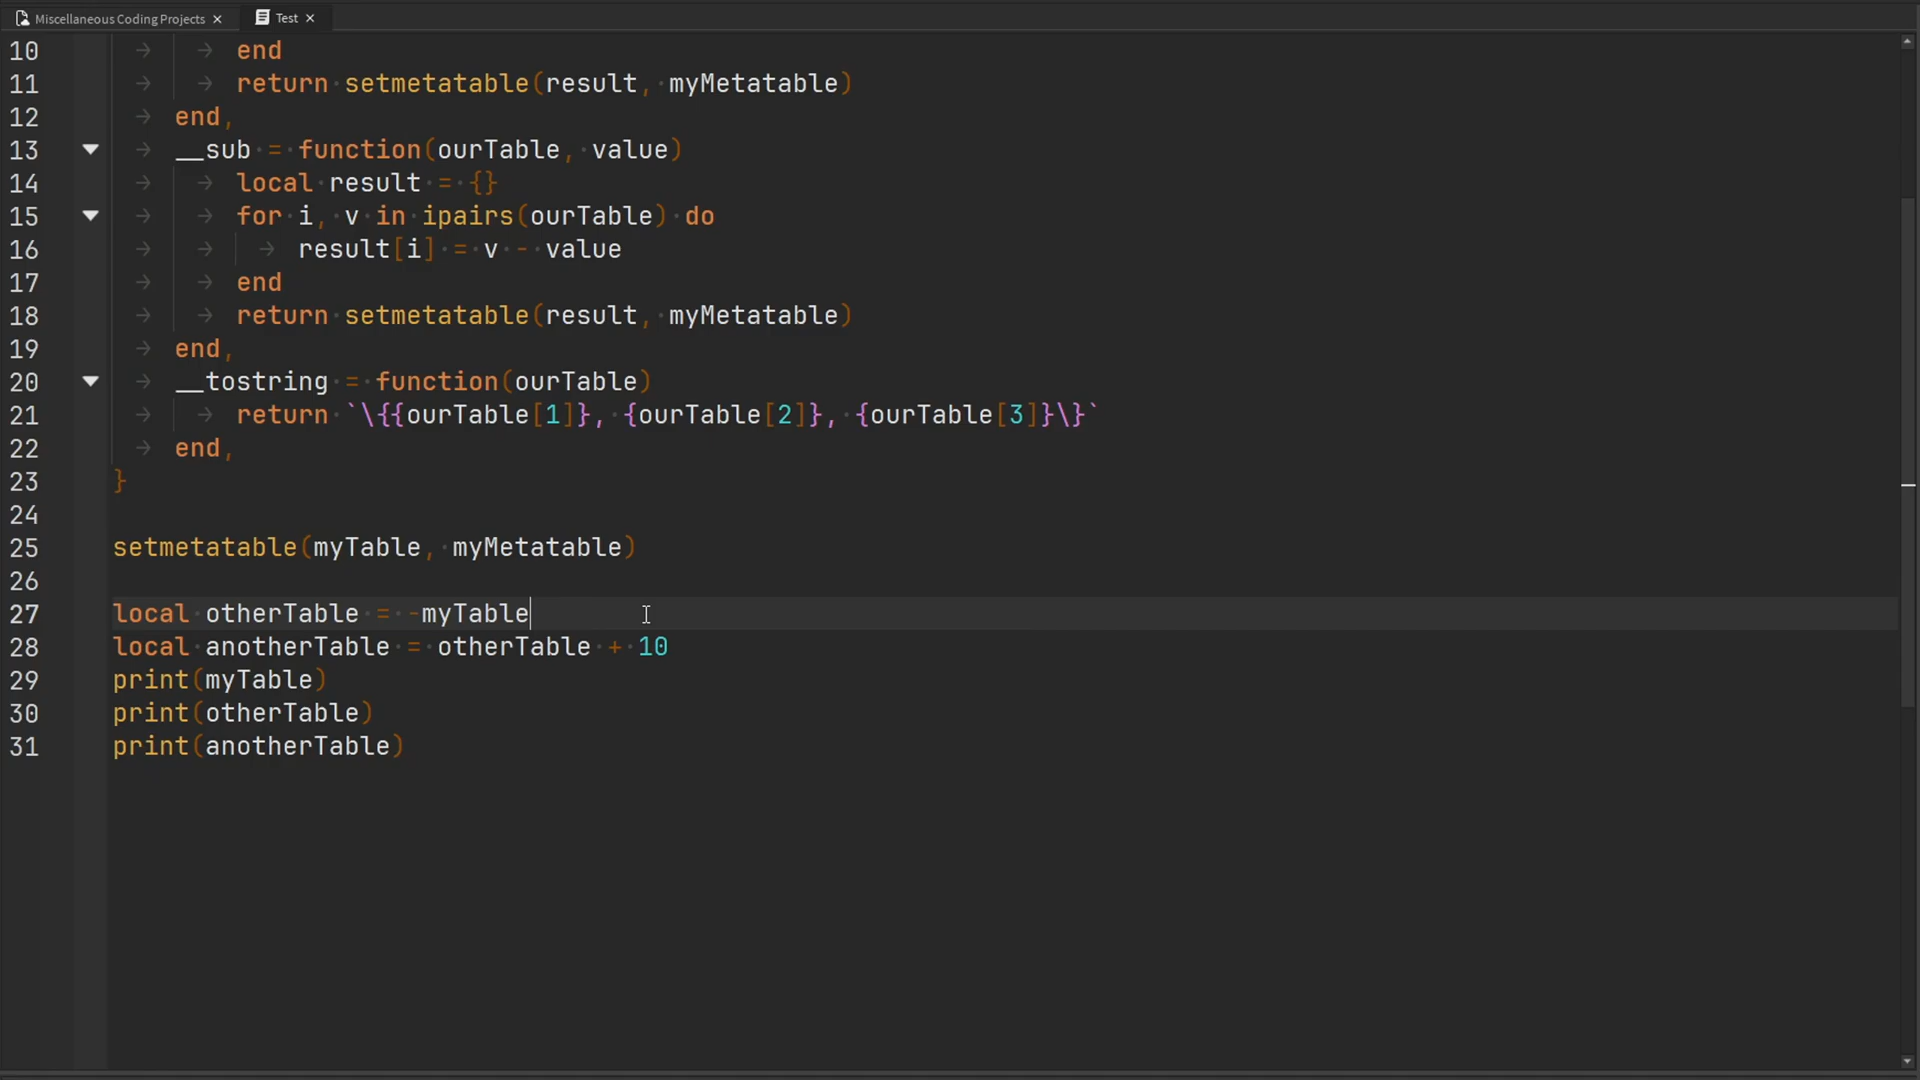 Miscellaneous Coding Projects × Test ×
10 end
11 return setmetatable(result, myMetatable)
12 end,
13 __sub = function(ourTable, value)
14 local result = {}
15 for i, v in ipairs(ourTable) do
16 result[i] = v - value
17 end
18 return setmetatable(result, myMetatable)
19 end,
20 __tostring = function(ourTable)
21 return `\{{ourTable[1]}, {ourTable[2]}, {ourTable[3]}\}`
22 end,
23 }
24
25 setmetatable(myTable, myMetatable)
26
27 local otherTable = -myTable
28 local anotherTable = otherTable + 10
29 print(myTable)
30 print(otherTable)
31 print(anotherTable)